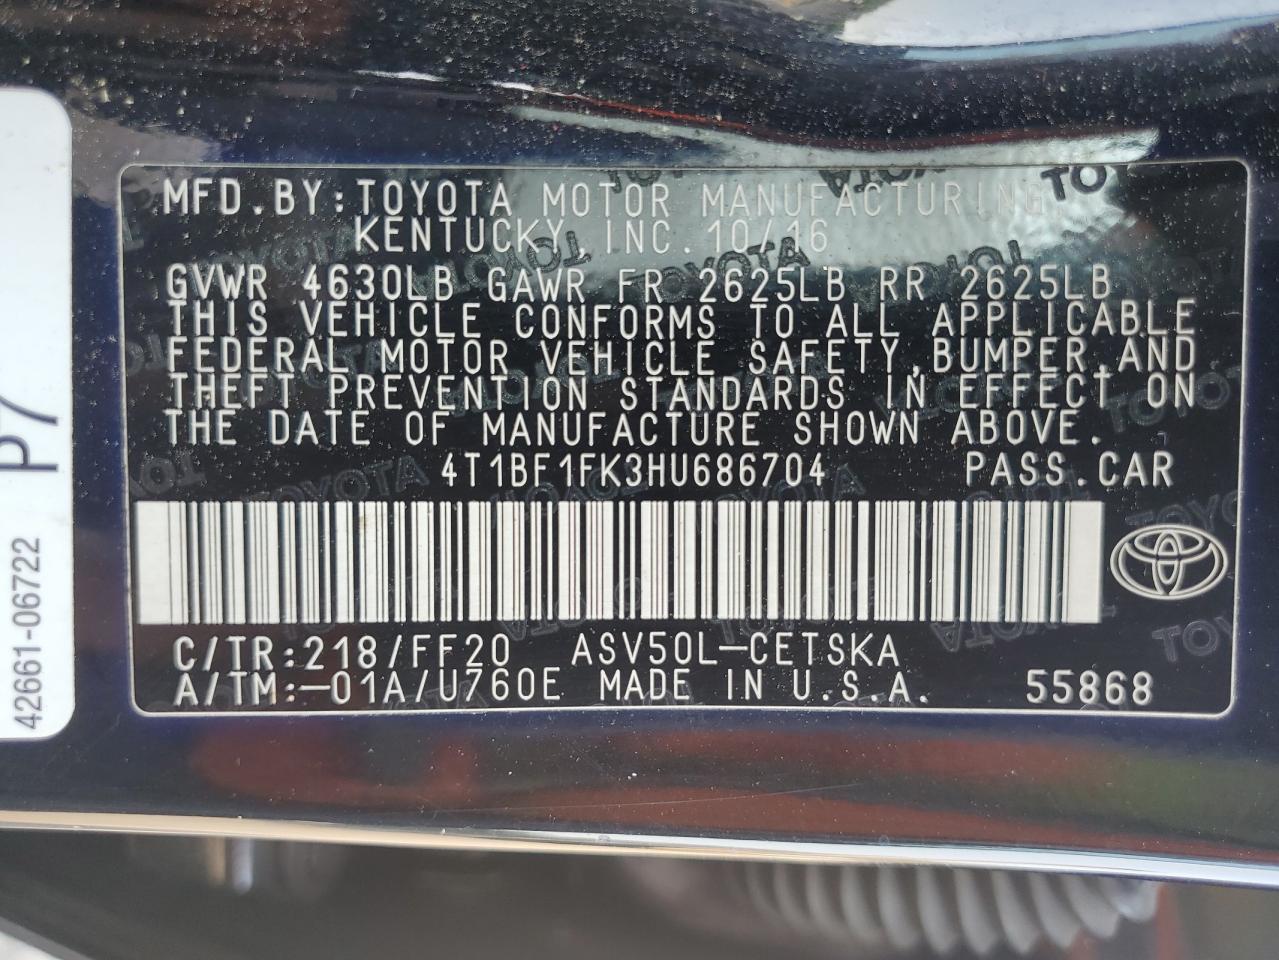 MFD.BY:TOYOTA MOTOR MANUFACTURING,
KENTUCKY,INC.10/16
GVWR 4630LB GAWR FR 2625LB RR 2625LB
THIS VEHICLE CONFORMS TO ALL APPLICABLE
FEDERAL MOTOR VEHICLE SAFETY,BUMPER,AND
THEFT PREVENTION STANDARDS IN EFFECT ON
THE DATE OF MANUFACTURE SHOWN ABOVE.
4T1BF1FK3HU686704 PASS.CAR
C/TR:218/FF20 ASV50L-CETSKA
A/TM:-01A/U760E MADE IN U.S.A. 55868
P7
42661-06722
TOYOTA